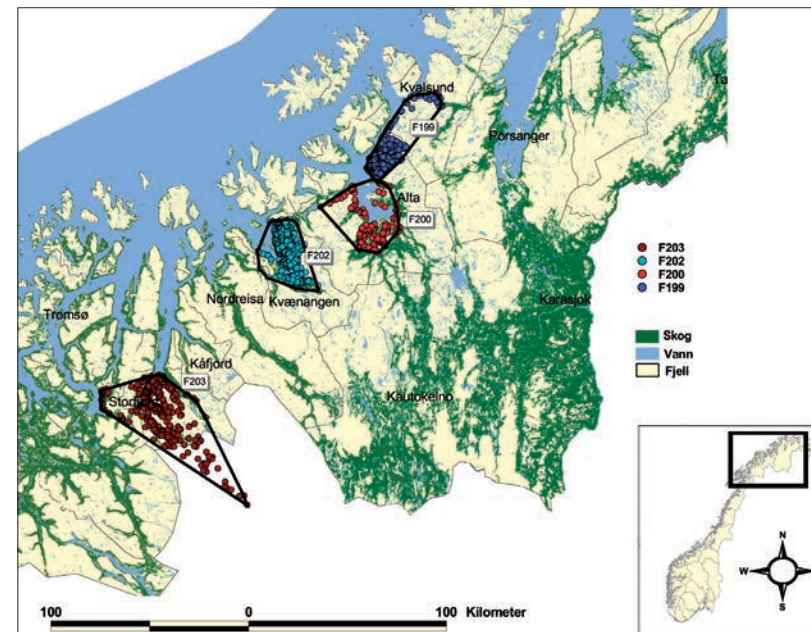 Kvalsund
Ta
F199
Porsanger
Alta
F200
F203
F202
F200
F199
F202
Nordreisa
Kvænangen
Karasjok
Tromsø
Skog
Vann
Fjell
Kåfjord
F203
Kautokeino
N
W
S
100 0 100 Kilometer